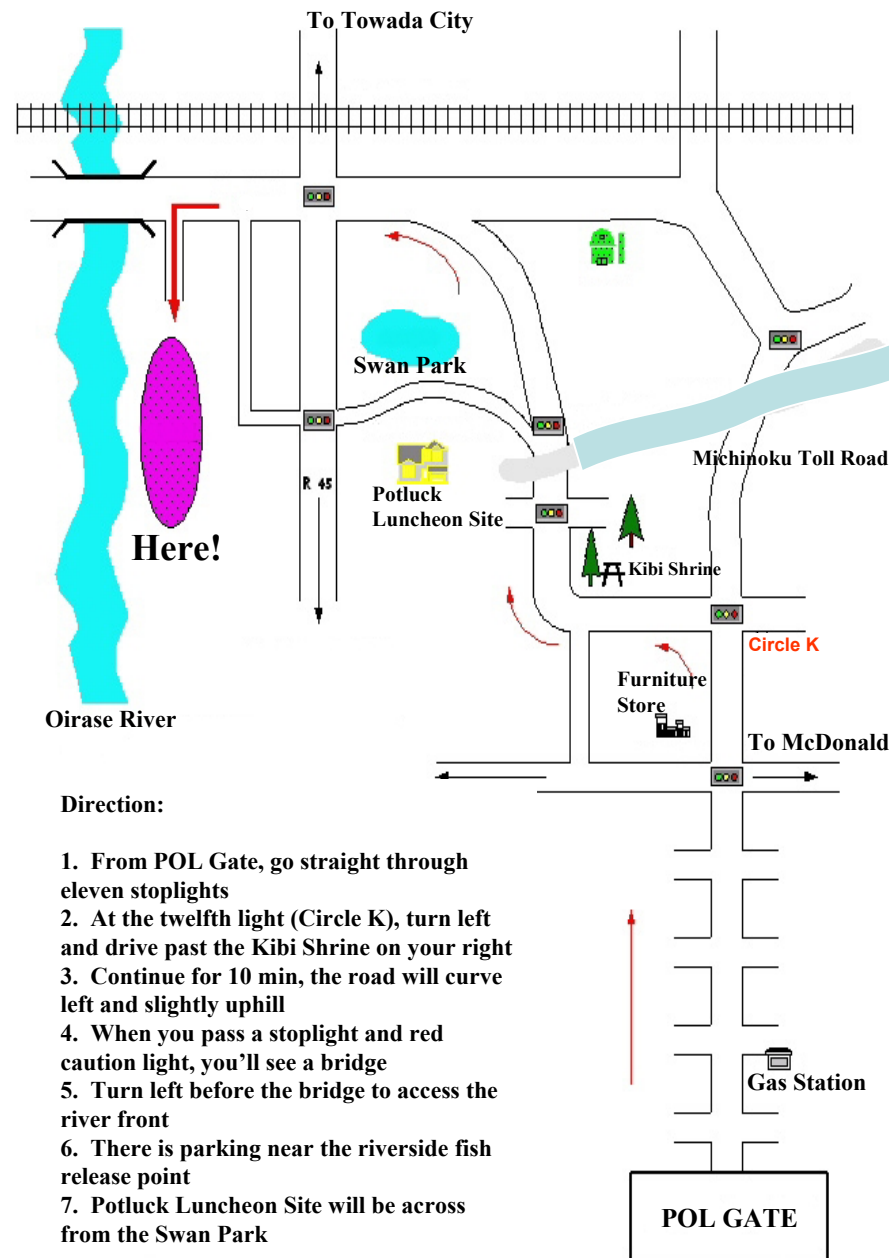 To Towada City
Swan Park
Michinoku Toll Road
R 45
Potluck
Luncheon Site
Here!
Kibi Shrine
Circle K
Furniture
Store
Oirase River
To McDonald
Direction:
1. From POL Gate, go straight through
eleven stoplights
2. At the twelfth light (Circle K), turn left
and drive past the Kibi Shrine on your right
3. Continue for 10 min, the road will curve
left and slightly uphill
4. When you pass a stoplight and red
caution light, you’ll see a bridge
5. Turn left before the bridge to access the
river front
6. There is parking near the riverside fish
release point
7. Potluck Luncheon Site will be across
from the Swan Park
Gas Station
POL GATE